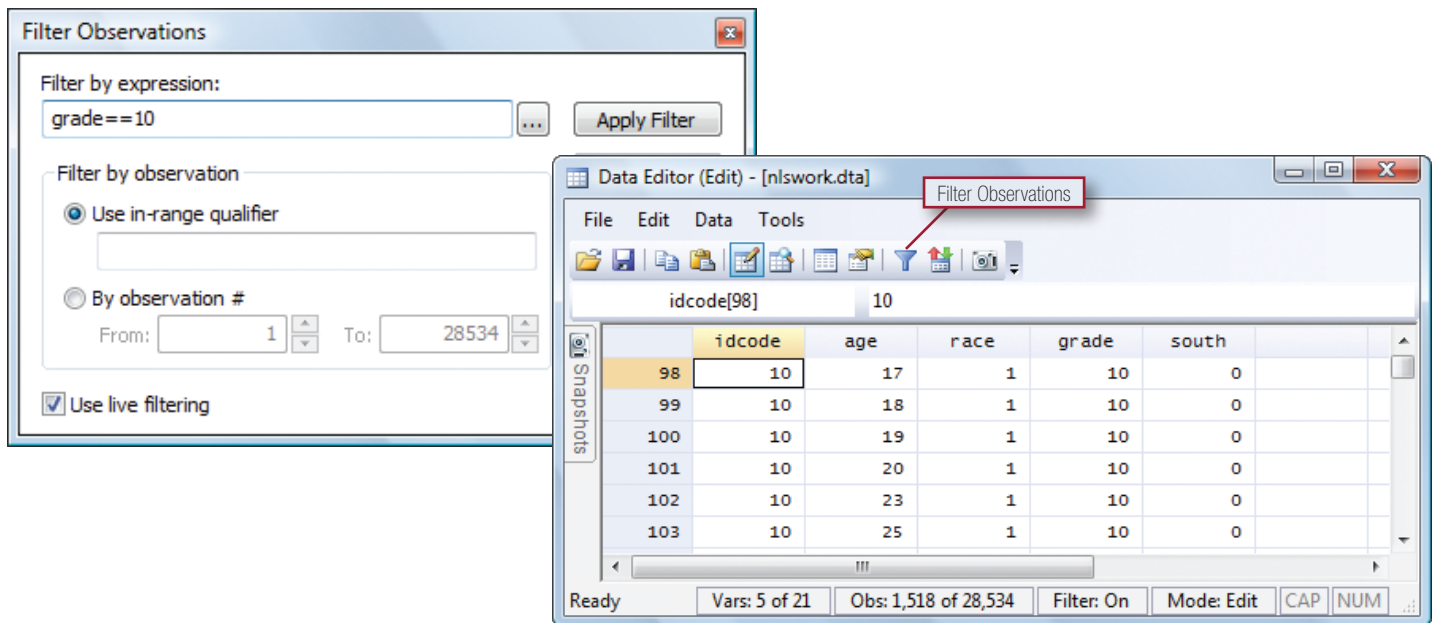 Filter Observations
Filter by expression:
grade==10
...
Apply Filter
Filter by observation
Use in-range qualifier
By observation #
From: 1 To: 28534
Use live filtering
Data Editor (Edit) - [nlswork.dta]
Filter Observations
File Edit Data Tools
idcode[98] 10
Snapshots
idcode age race grade south
98 10 17 1 10 0
99 10 18 1 10 0
100 10 19 1 10 0
101 10 20 1 10 0
102 10 23 1 10 0
103 10 25 1 10 0
Ready Vars: 5 of 21 Obs: 1,518 of 28,534 Filter: On Mode: Edit CAP NUM